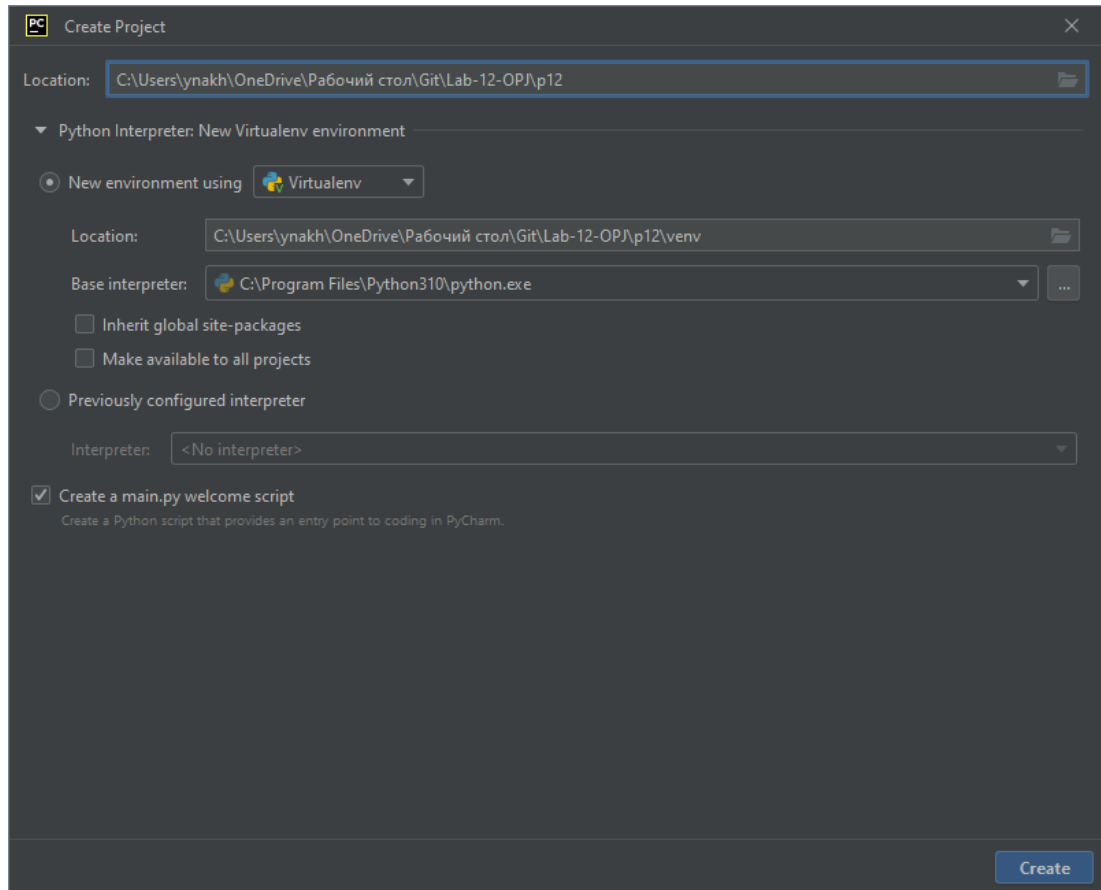 PC Create Project
Location: C:\Users\ynakh\OneDrive\Рабочий стол\Git\Lab-12-OPJ\p12
Python Interpreter: New Virtualenv environment
New environment using Virtualenv
Location: C:\Users\ynakh\OneDrive\Рабочий стол\Git\Lab-12-OPJ\p12\venv
Base interpreter: C:\Program Files\Python310\python.exe ...
Inherit global site-packages
Make available to all projects
Previously configured interpreter
Interpreter: <No interpreter>
Create a main.py welcome script
Create a Python script that provides an entry point to coding in PyCharm.
Create